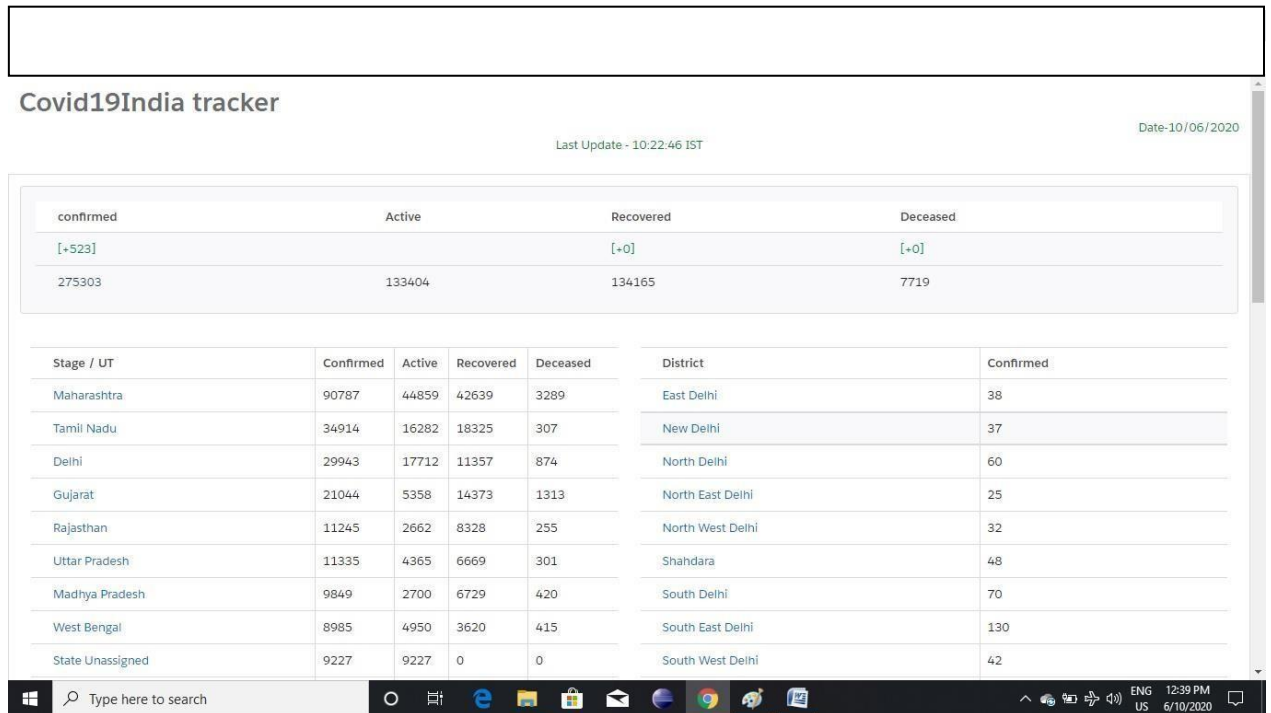 Covid19India tracker
Date-10/06/2020
Last Update - 10:22:46 IST
confirmed Active Recovered Deceased
[+523] [+0] [+0]
275303 133404 134165 7719
Stage / UT Confirmed Active Recovered Deceased
Maharashtra 90787 44859 42639 3289
Tamil Nadu 34914 16282 18325 307
Delhi 29943 17712 11357 874
Gujarat 21044 5358 14373 1313
Rajasthan 11245 2662 8328 255
Uttar Pradesh 11335 4365 6669 301
Madhya Pradesh 9849 2700 6729 420
West Bengal 8985 4950 3620 415
State Unassigned 9227 9227 0 0
District Confirmed
East Delhi 38
New Delhi 37
North Delhi 60
North East Delhi 25
North West Delhi 32
Shahdara 48
South Delhi 70
South East Delhi 130
South West Delhi 42
Type here to search
ENG 12:39 PM
US 6/10/2020